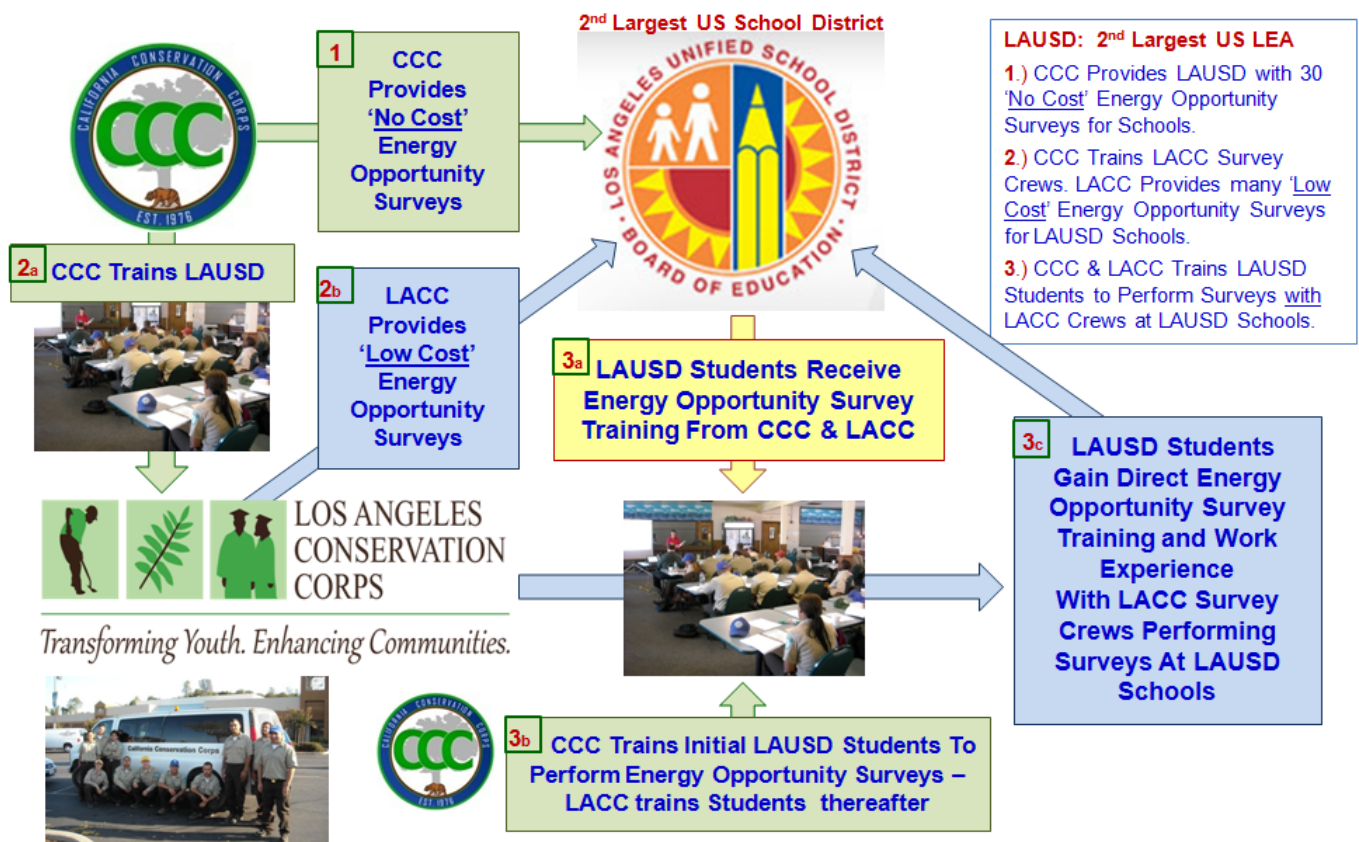 2nd Largest US School District
CALIFORNIA CONSERVATION CORPS
CCC
EST. 1976
1
CCC
Provides
‘No Cost’
Energy
Opportunity
Surveys
LOS ANGELES UNIFIED SCHOOL DISTRICT
BOARD OF EDUCATION
LAUSD: 2nd Largest US LEA
1.) CCC Provides LAUSD with 30
‘No Cost’ Energy Opportunity
Surveys for Schools.
2.) CCC Trains LACC Survey
Crews. LACC Provides many ‘Low
Cost’ Energy Opportunity Surveys
for LAUSD Schools.
3.) CCC & LACC Trains LAUSD
Students to Perform Surveys with
LACC Crews at LAUSD Schools.
2a
CCC Trains LAUSD
2b
LACC
Provides
‘Low Cost’
Energy
Opportunity
Surveys
3a
LAUSD Students Receive
Energy Opportunity Survey
Training From CCC & LACC
3c
LAUSD Students
Gain Direct Energy
Opportunity Survey
Training and Work
Experience
With LACC Survey
Crews Performing
Surveys At LAUSD
Schools
LOS ANGELES
CONSERVATION
CORPS
Transforming Youth. Enhancing Communities.
California Conservation Corps
CALIFORNIA CONSERVATION CORPS
CCC
EST. 1976
3b
CCC Trains Initial LAUSD Students To
Perform Energy Opportunity Surveys –
LACC trains Students thereafter